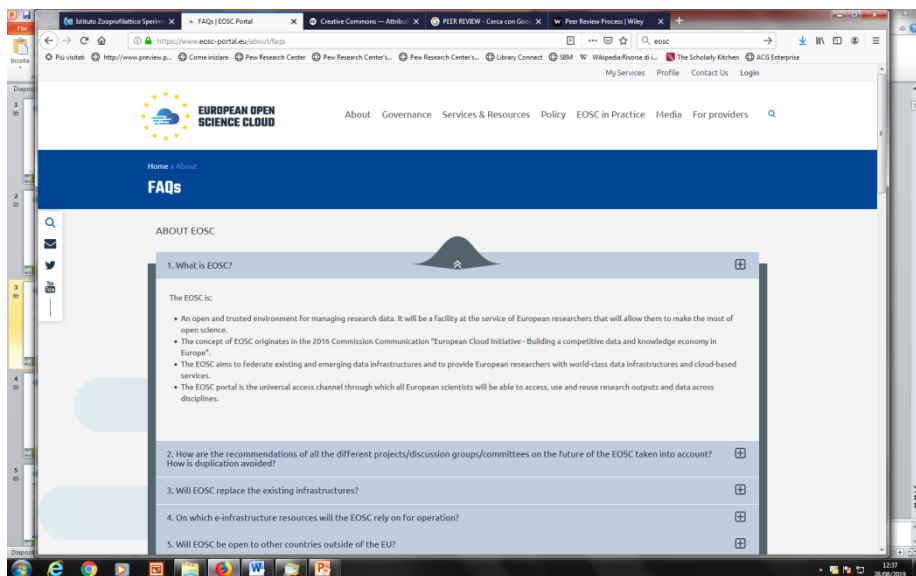 File
Istituto Zooprofilattico Sperim
FAQs | EOSC Portal
Creative Commons — Attributi
PEER REVIEW - Cerca con Goog
Peer Review Process | Wiley
https://www.eosc-portal.eu/about/faqs
eosc
Più visitati
http://www.preview.p...
Come iniziare
Pew Research Center
Pew Research Center's...
Pew Research Center's...
Library Connect
SBM
Wikipedia:Risorse di i...
The Scholarly Kitchen
ACG Enterprise
Incolla
My Services Profile Contact Us Login
EUROPEAN OPEN
SCIENCE CLOUD
About Governance Services & Resources Policy EOSC in Practice Media For providers
Home » About
FAQs
ABOUT EOSC
1. What is EOSC?
The EOSC is:
• An open and trusted environment for managing research data. It will be a facility at the service of European researchers that will allow them to make the most of
open science.
• The concept of EOSC originates in the 2016 Commission Communication "European Cloud Initiative - Building a competitive data and knowledge economy in
Europe".
• The EOSC aims to federate existing and emerging data infrastructures and to provide European researchers with world-class data infrastructures and cloud-based
services.
• The EOSC portal is the universal access channel through which all European scientists will be able to access, use and reuse research outputs and data across
disciplines.
2. How are the recommendations of all the different projects/discussion groups/committees on the future of the EOSC taken into account?
How is duplication avoided?
3. Will EOSC replace the existing infrastructures?
4. On which e-infrastructure resources will the EOSC rely on for operation?
5. Will EOSC be open to other countries outside of the EU?
1
2
3
4
5
12:37
28/08/2019